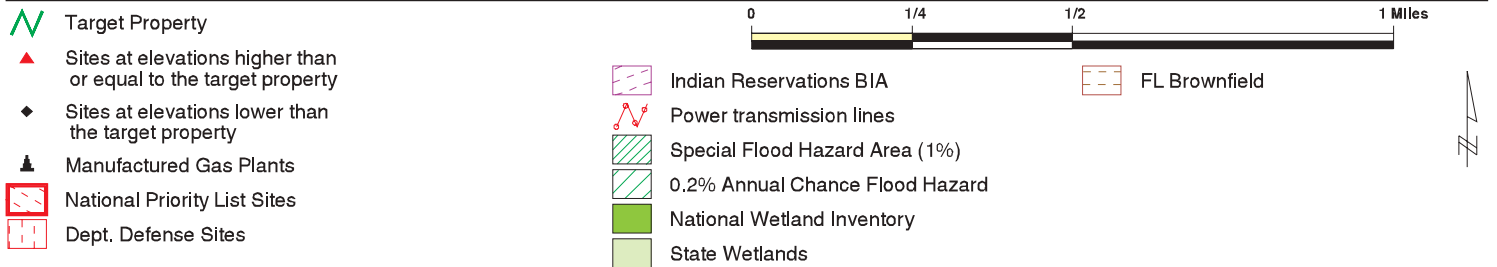 Target Property
Sites at elevations higher than
or equal to the target property
Sites at elevations lower than
the target property
Manufactured Gas Plants
National Priority List Sites
Dept. Defense Sites
0 1/4 1/2 1 Miles
Indian Reservations BIA
Power transmission lines
Special Flood Hazard Area (1%)
0.2% Annual Chance Flood Hazard
National Wetland Inventory
State Wetlands
FL Brownfield
N